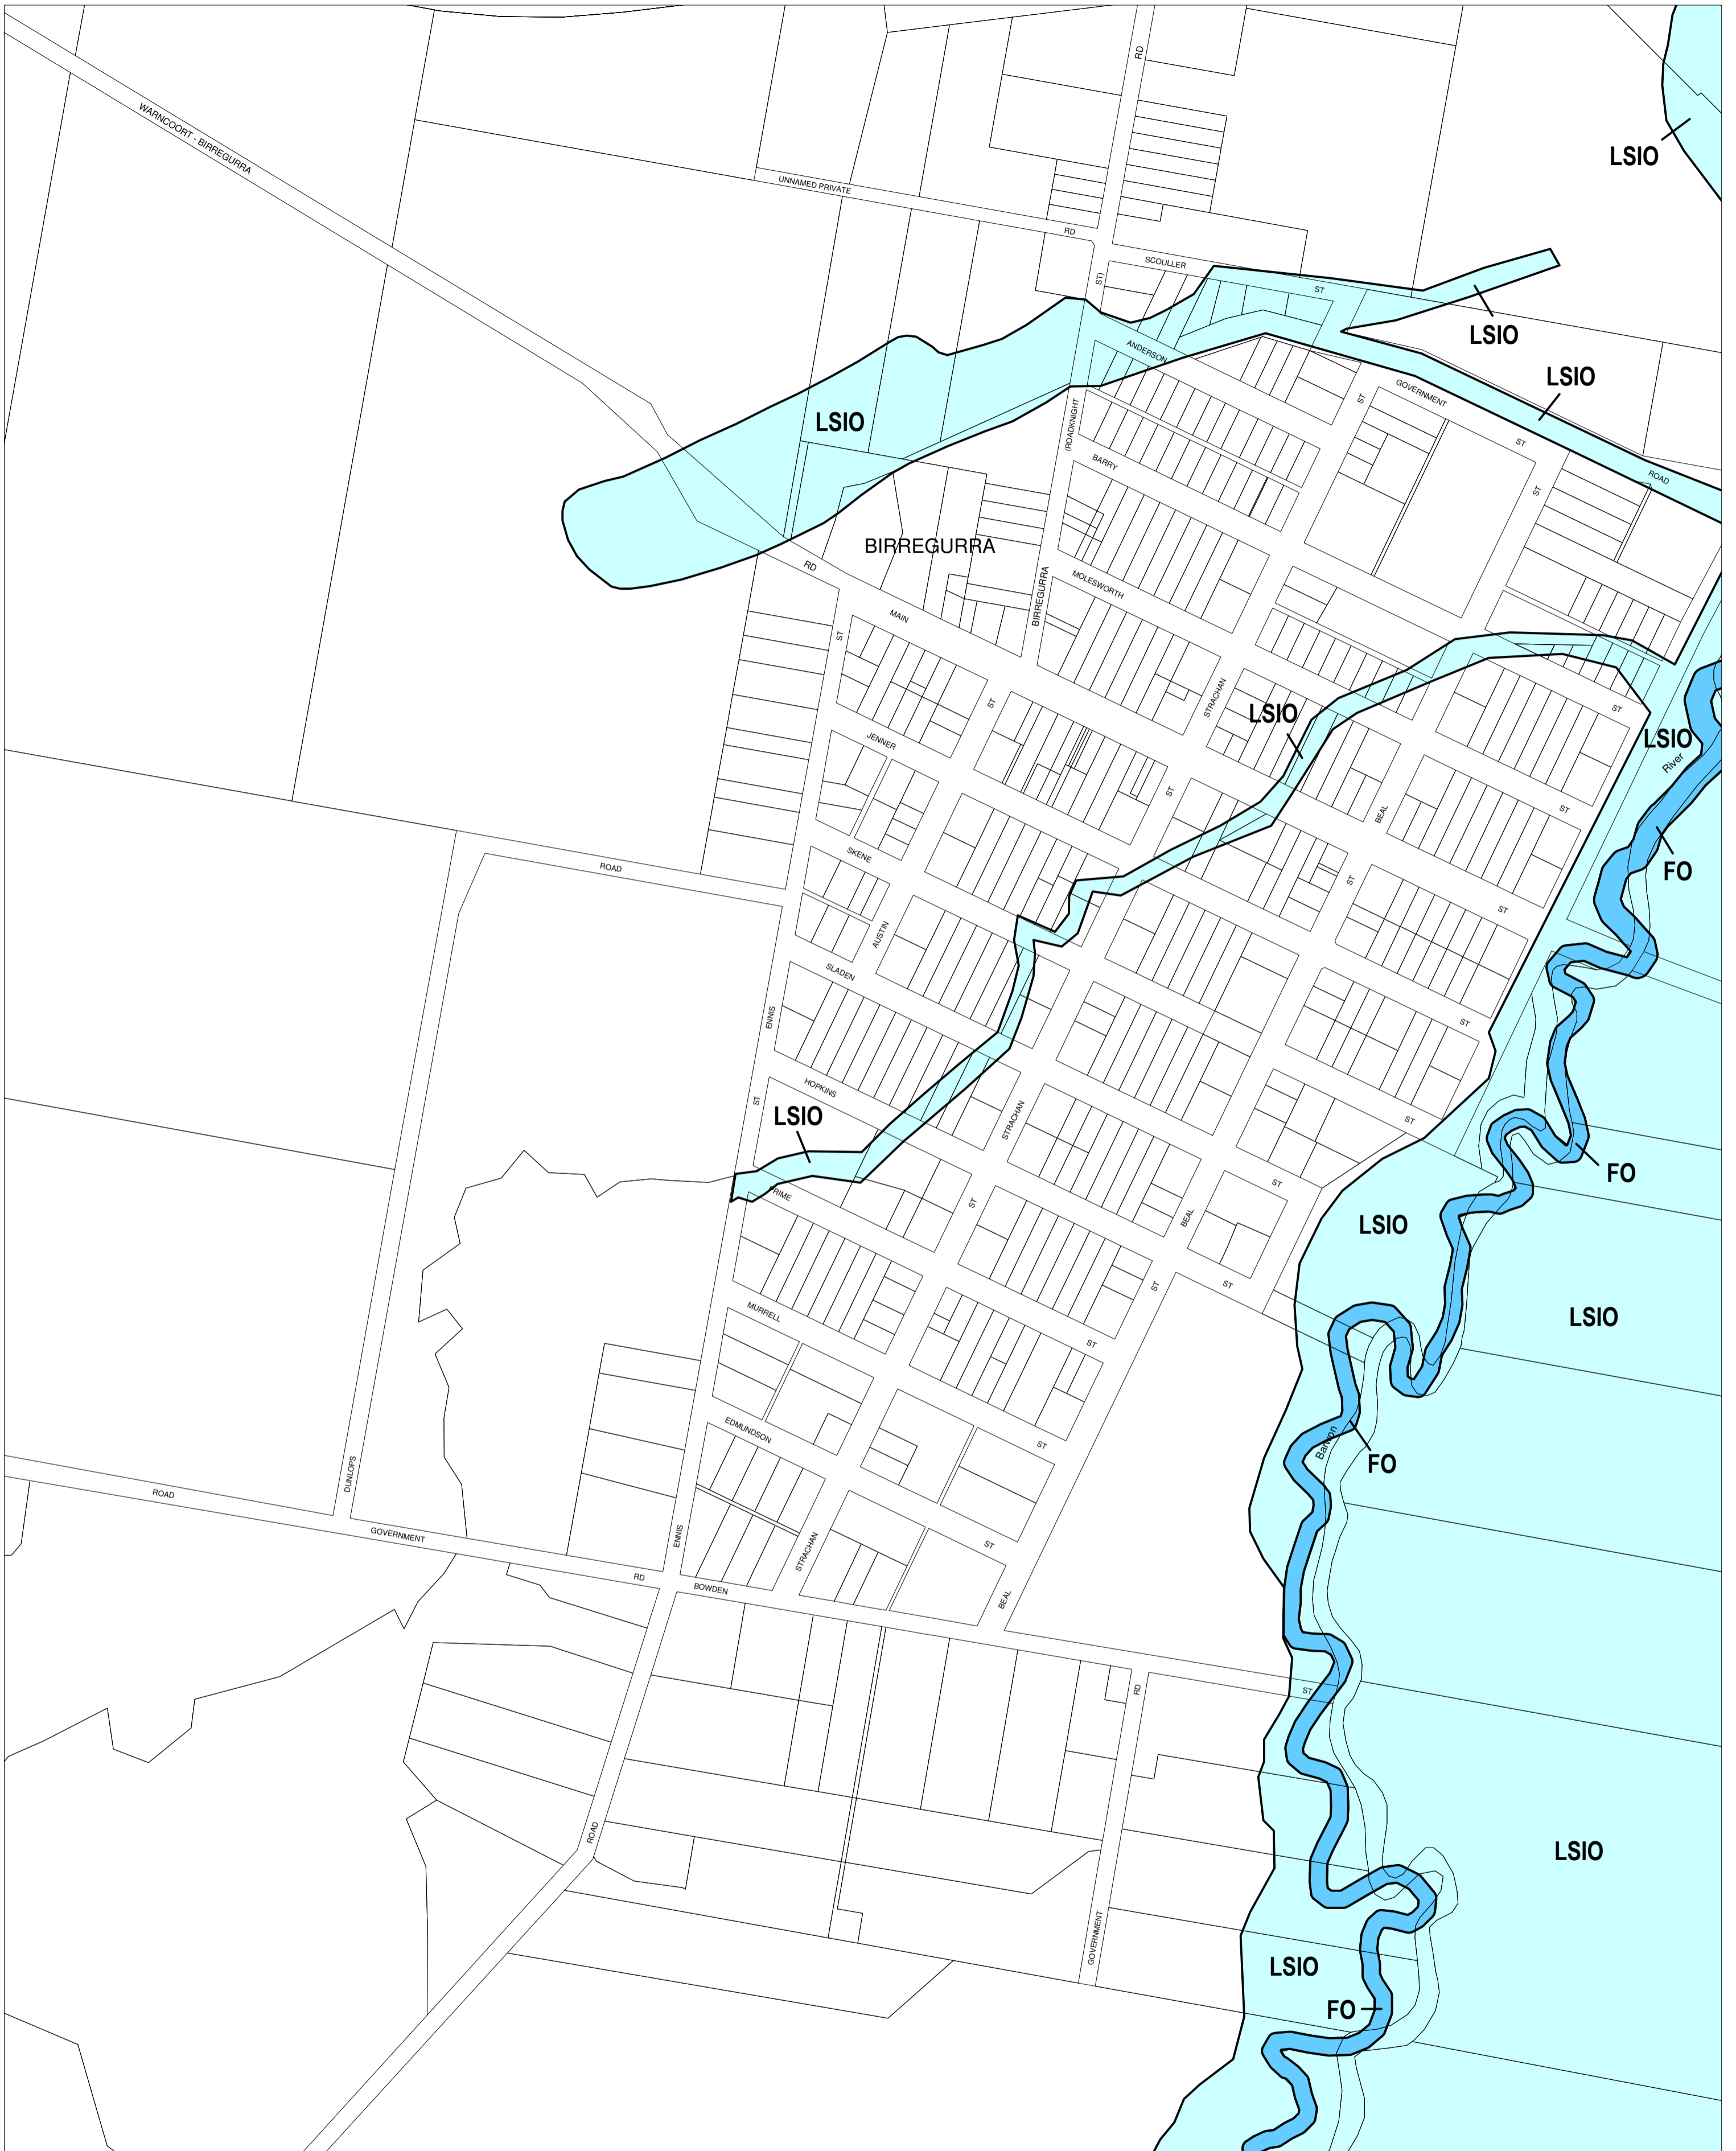 RD
WARNCOORT - BIRREGURRA
LSIO
UNNAMED PRIVATE
RD
SCOULLER
ST)
ST
LSIO
ANDERSON
LSIO
GOVERNMENT
ST
LSIO
(ROADKNIGHT
ST
BARRY
ROAD
ST
BIRREGURRA
RD
MOLESWORTH
BIRREGURRA
MAIN
ST
STRACHAN
ST
LSIO
ST
LSIO
JENNER
River
ST
ST
BEAL
SKENE
ROAD
FO
ST
ST
AUSTIN
SLADEN
ENNIS
ST
HOPKINS
ST
LSIO
STRACHAN
ST
FO
ST
PRIME
ST
BEAL
LSIO
ST
ST
MURRELL
LSIO
ST
EDMUNDSON
ST
Barwon
FO
DUNLOPS
ROAD
GOVERNMENT
ENNIS
STRACHAN
ST
RD
BOWDEN
BEAL
RD
ST
ROAD
LSIO
GOVERNMENT
LSIO
FO